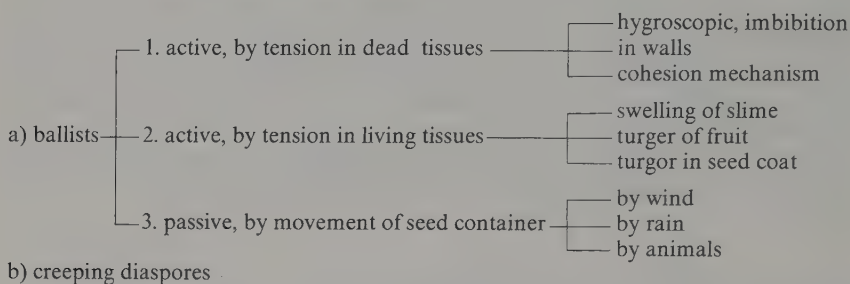 hygroscopic, imbibition
1. active, by tension in dead tissues
in walls
cohesion mechanism
swelling of slime
a) ballists
2. active, by tension in living tissues
turger of fruit
turgor in seed coat
by wind
3. passive, by movement of seed container
by rain
by animals
b) creeping diaspores